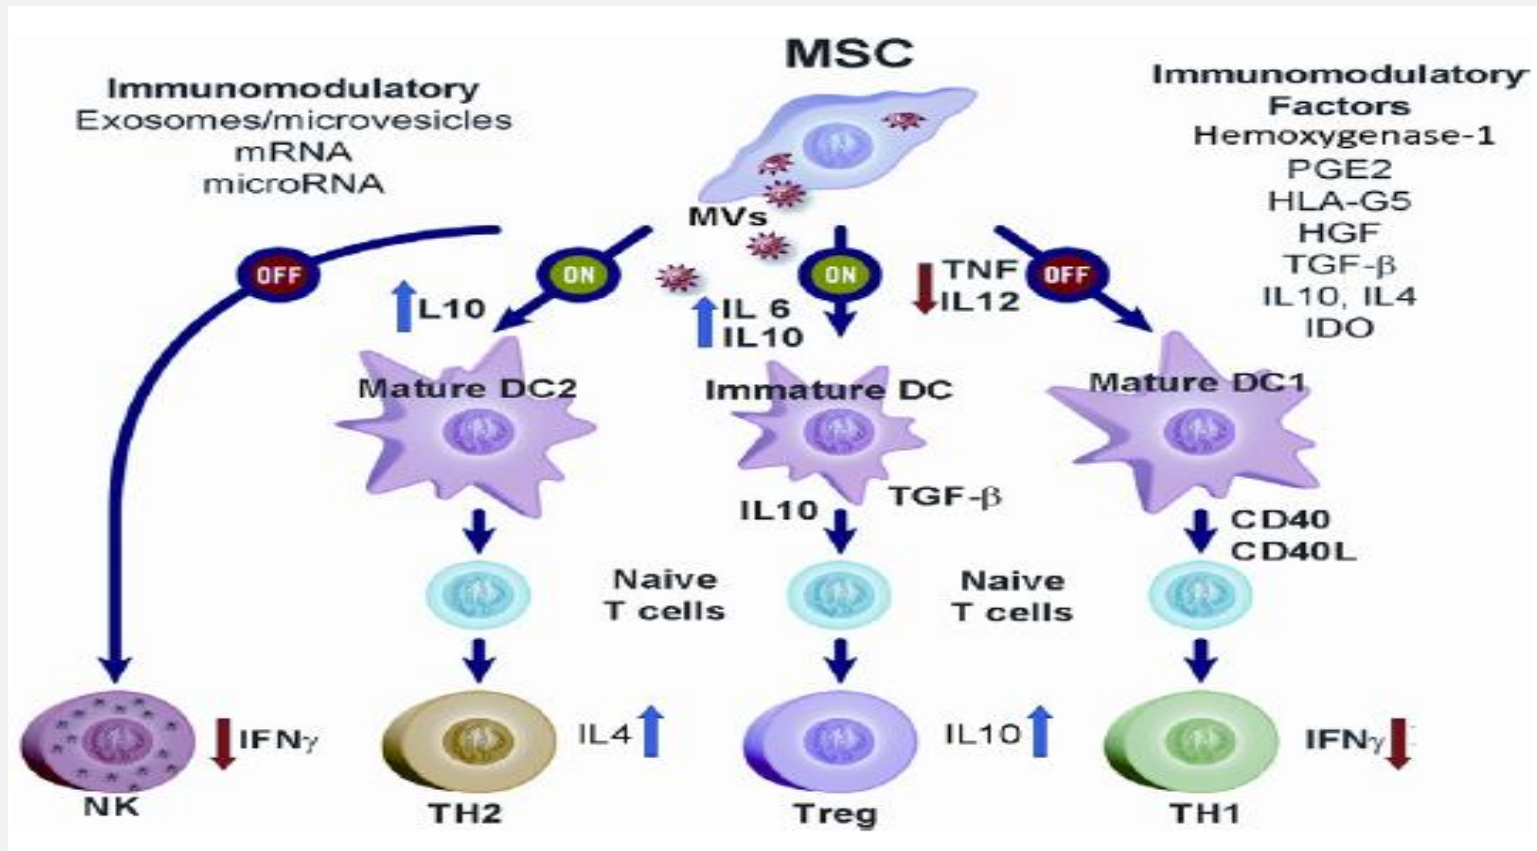 MSC
Immunomodulatory
Exosomes/microvesicles
mRNA
microRNA
Immunomodulatory
Factors
Hemoxygenase-1
PGE2
HLA-G5
HGF
TGF-β
IL10, IL4
IDO
MVs
OFF
ON
ON
OFF
L10
IL 6
IL10
TNF
IL12
Mature DC2
Immature DC
Mature DC1
IL10
TGF-β
CD40
CD40L
Naive
T cells
Naive
T cells
NK
IFNγ
TH2
IL4
Treg
IL10
TH1
IFNγ